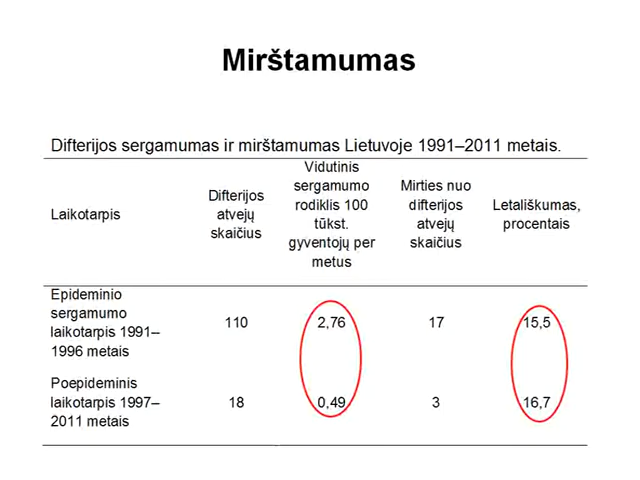 Mirštamumas
Difterijos sergamumas ir mirštamumas Lietuvoje 1991–2011 metais.
Laikotarpis
Difterijos
atvejų
skaičius
Vidutinis
sergamumo
rodiklis 100
tūkst.
gyventojų per
metus
Mirties nuo
difterijos
atvejų
skaičius
Letališkumas,
procentais
Epideminio
sergamumo
laikotarpis 1991–
1996 metais
110
2,76
17
15,5
Poepideminis
laikotarpis 1997–
2011 metais
18
0,49
3
16,7